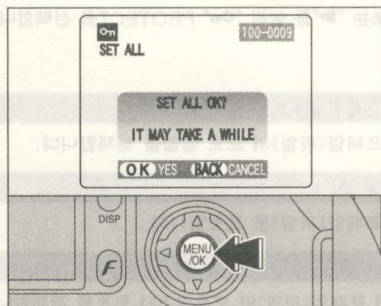 100-0009
SET ALL
SET ALL OK?
IT MAY TAKE A WHILE
OK YES BACK CANCEL
DISP
MENU
/OK
F